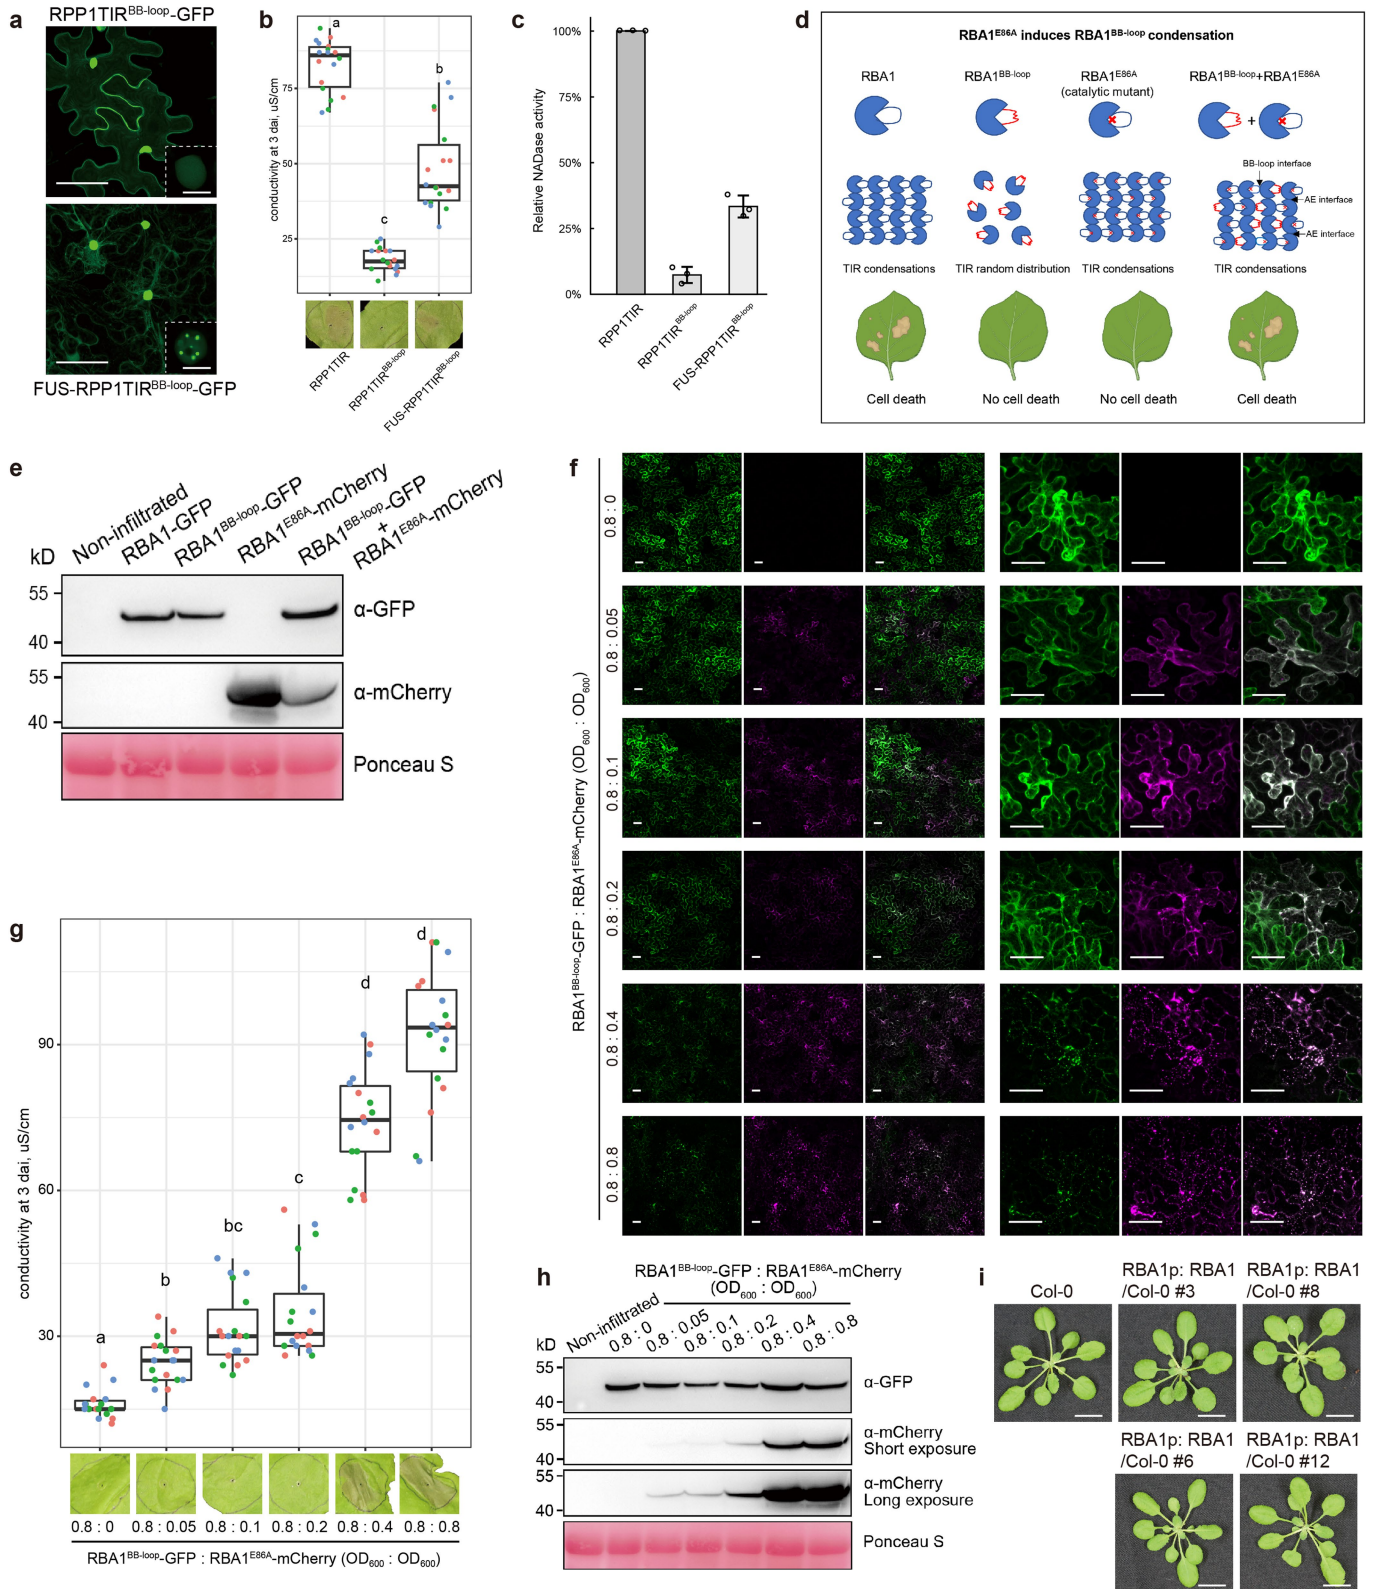 a
RPP1TIR^BB-loop-GFP
FUS-RPP1TIR^BB-loop-GFP
b
conductivity at 3 dai, uS/cm
75
50
25
a
b
c
RPP1TIR
RPP1TIR^BB-loop
FUS-RPP1TIR^BB-loop
c
Relative NADase activity
100%
75%
50%
25%
0%
RPP1TIR
RPP1TIR^BB-loop
FUS-RPP1TIR^BB-loop
d
RBA1^E86A induces RBA1^BB-loop condensation
RBA1
RBA1^BB-loop
RBA1^E86A
(catalytic mutant)
RBA1^BB-loop+RBA1^E86A
+
BB-loop interface
AE interface
AE interface
TIR condensations
TIR random distribution
TIR condensations
TIR condensations
Cell death
No cell death
No cell death
Cell death
e
kD
Non-infiltrated
RBA1-GFP
RBA1^BB-loop-GFP
RBA1^E86A-mCherry
RBA1^BB-loop-GFP
+
RBA1^E86A-mCherry
55
40
α-GFP
55
40
α-mCherry
Ponceau S
f
RBA1^BB-loop-GFP : RBA1^E86A-mCherry (OD600 : OD600)
0.8 : 0
0.8 : 0.05
0.8 : 0.1
0.8 : 0.2
0.8 : 0.4
0.8 : 0.8
g
conductivity at 3 dai, uS/cm
90
60
30
a
b
bc
c
d
d
0.8 : 0
0.8 : 0.05
0.8 : 0.1
0.8 : 0.2
0.8 : 0.4
0.8 : 0.8
RBA1^BB-loop-GFP : RBA1^E86A-mCherry (OD600 : OD600)
h
RBA1^BB-loop-GFP : RBA1^E86A-mCherry
(OD600 : OD600)
kD
Non-infiltrated
0.8 : 0
0.8 : 0.05
0.8 : 0.1
0.8 : 0.2
0.8 : 0.4
0.8 : 0.8
55
40
α-GFP
55
40
α-mCherry
Short exposure
55
40
α-mCherry
Long exposure
Ponceau S
i
Col-0
RBA1p: RBA1
/Col-0 #3
RBA1p: RBA1
/Col-0 #8
RBA1p: RBA1
/Col-0 #6
RBA1p: RBA1
/Col-0 #12